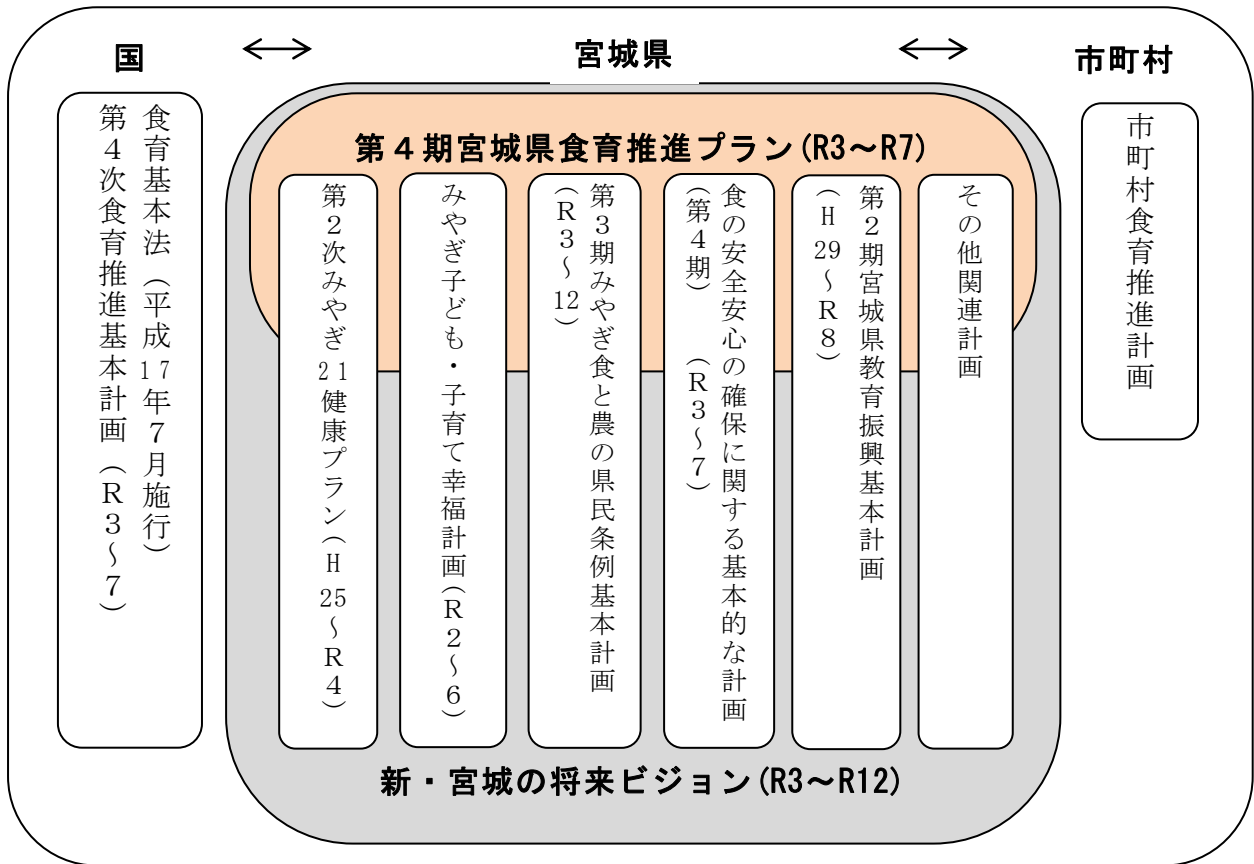 国
宮城県
市町村
食育基本法（平成17年７月施行）
第４次食育推進基本計画（Ｒ３～７）
第４期宮城県食育推進プラン(R3～R7)
第２次みやぎ21健康プラン（H25～R４）
みやぎ子ども・子育て幸福計画（R２～６）
第３期みやぎ食と農の県民条例基本計画
（Ｒ３～12）
食の安全安心の確保に関する基本的な計画
（第４期）　（Ｒ３～７）
第２期宮城県教育振興基本計画
（H29～Ｒ８）
その他関連計画
新・宮城の将来ビジョン(R3～R12)
市町村食育推進計画